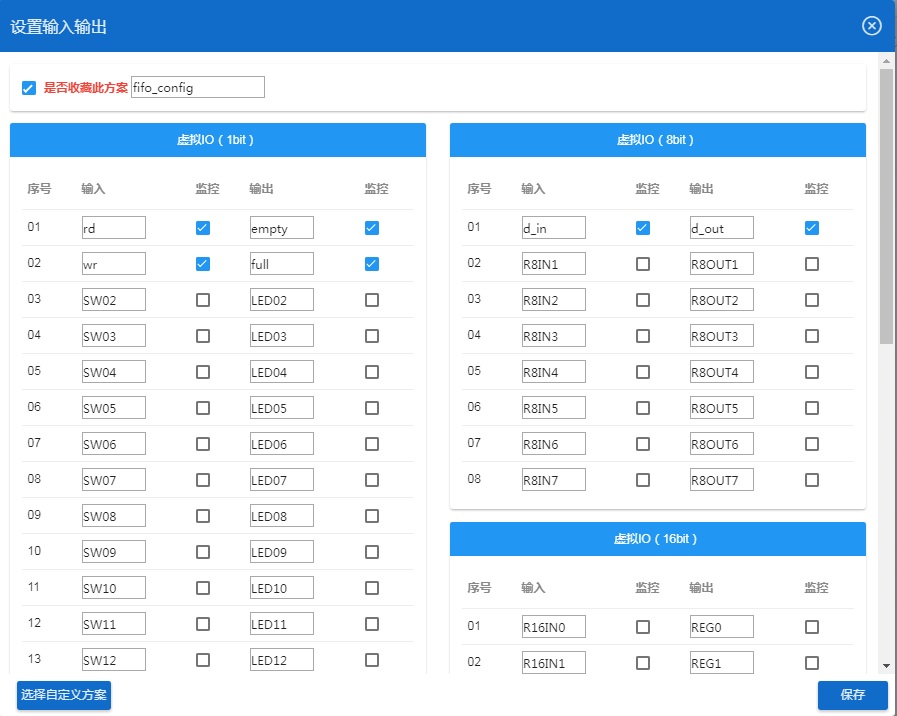 设置输入输出
是否收藏此方案 fifo_config
虚拟IO（1bit）
序号 输入 监控 输出 监控
01 rd empty
02 wr full
03 SW02 LED02
04 SW03 LED03
05 SW04 LED04
06 SW05 LED05
07 SW06 LED06
08 SW07 LED07
09 SW08 LED08
10 SW09 LED09
11 SW10 LED10
12 SW11 LED11
13 SW12 LED12
虚拟IO（8bit）
序号 输入 监控 输出 监控
01 d_in d_out
02 R8IN1 R8OUT1
03 R8IN2 R8OUT2
04 R8IN3 R8OUT3
05 R8IN4 R8OUT4
06 R8IN5 R8OUT5
07 R8IN6 R8OUT6
08 R8IN7 R8OUT7
虚拟IO（16bit）
序号 输入 监控 输出 监控
01 R16IN0 REG0
02 R16IN1 REG1
选择自定义方案 保存